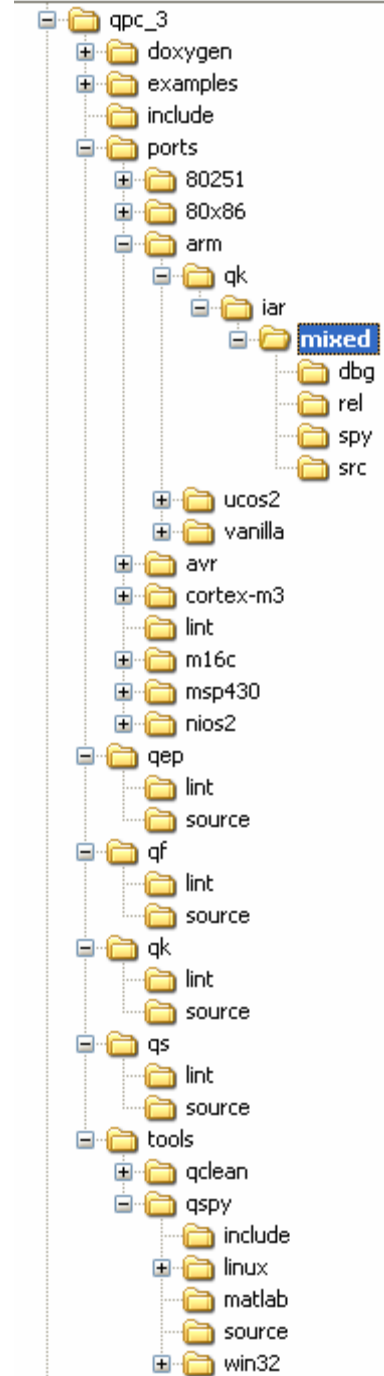 qpc_3
doxygen
examples
include
ports
80251
80x86
arm
qk
iar
mixed
dbg
rel
spy
src
ucos2
vanilla
avr
cortex-m3
lint
m16c
msp430
nios2
qep
lint
source
qf
lint
source
qk
lint
source
qs
lint
source
tools
qclean
qspy
include
linux
matlab
source
win32